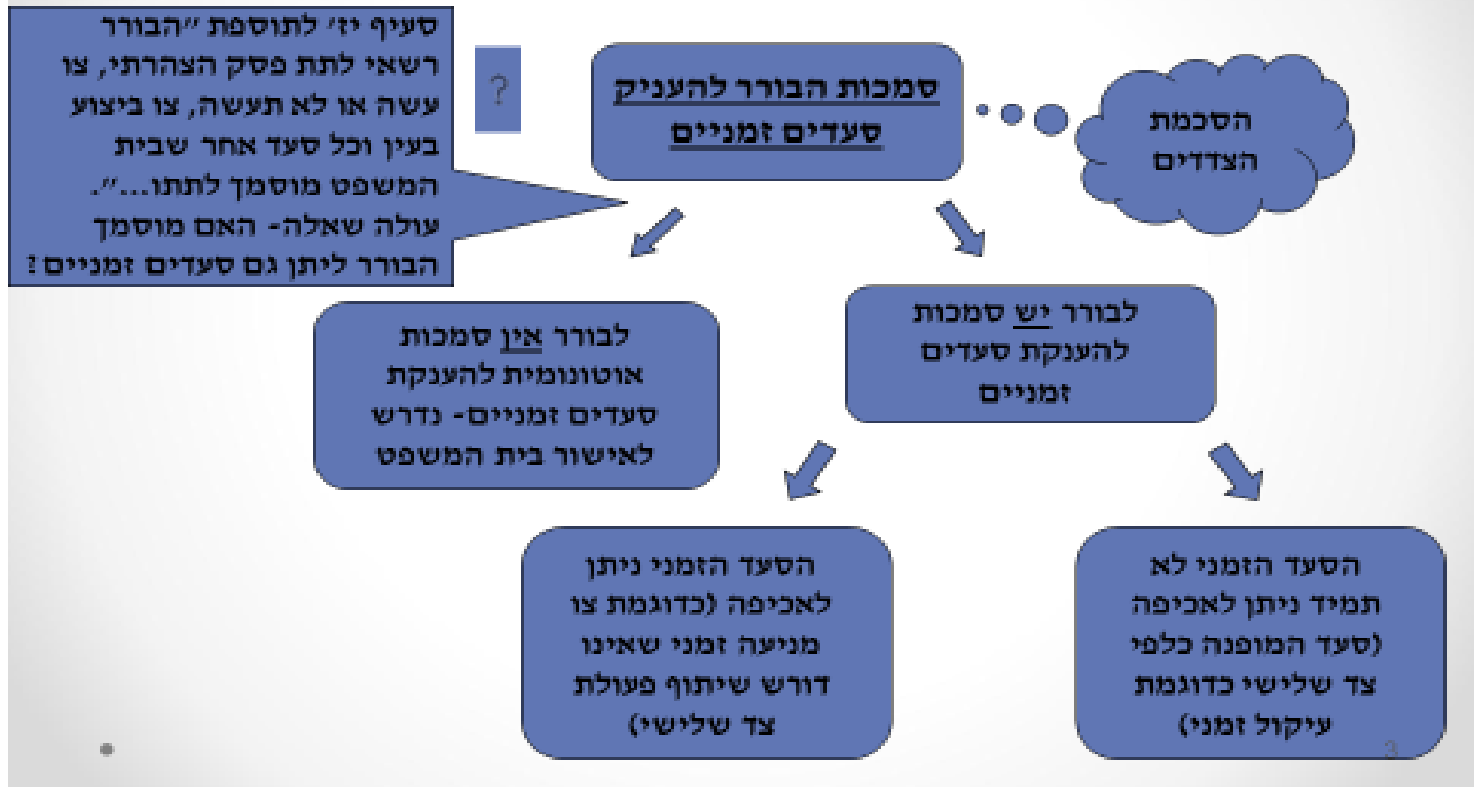 סעיף יז׳ לתוספת ״הבורר
רשאי לתת פסק הצהרתי, צו
עשה או לא תעשה, צו ביצוע
בעין וכל סעד אחר שבית
המשפט מוסמך לתתו...״.
עולה שאלה- האם מוסמך
הבורר ליתן גם סעדים זמניים?
?
סמכות הבורר להעניק
סעדים זמניים
הסכמת
הצדדים
לבורר יש סמכות
להענקת סעדים
זמניים
לבורר אין סמכות
אוטונומית להענקת
סעדים זמניים- נדרש
לאישור בית המשפט
הסעד הזמני לא
תמיד ניתן לאכיפה
(סעד המופנה כלפי
צד שלישי כדוגמת
עיקול זמני)
הסעד הזמני ניתן
לאכיפה (כדוגמת צו
מניעה זמני שאינו
דורש שיתוף פעולת
צד שלישי)
3